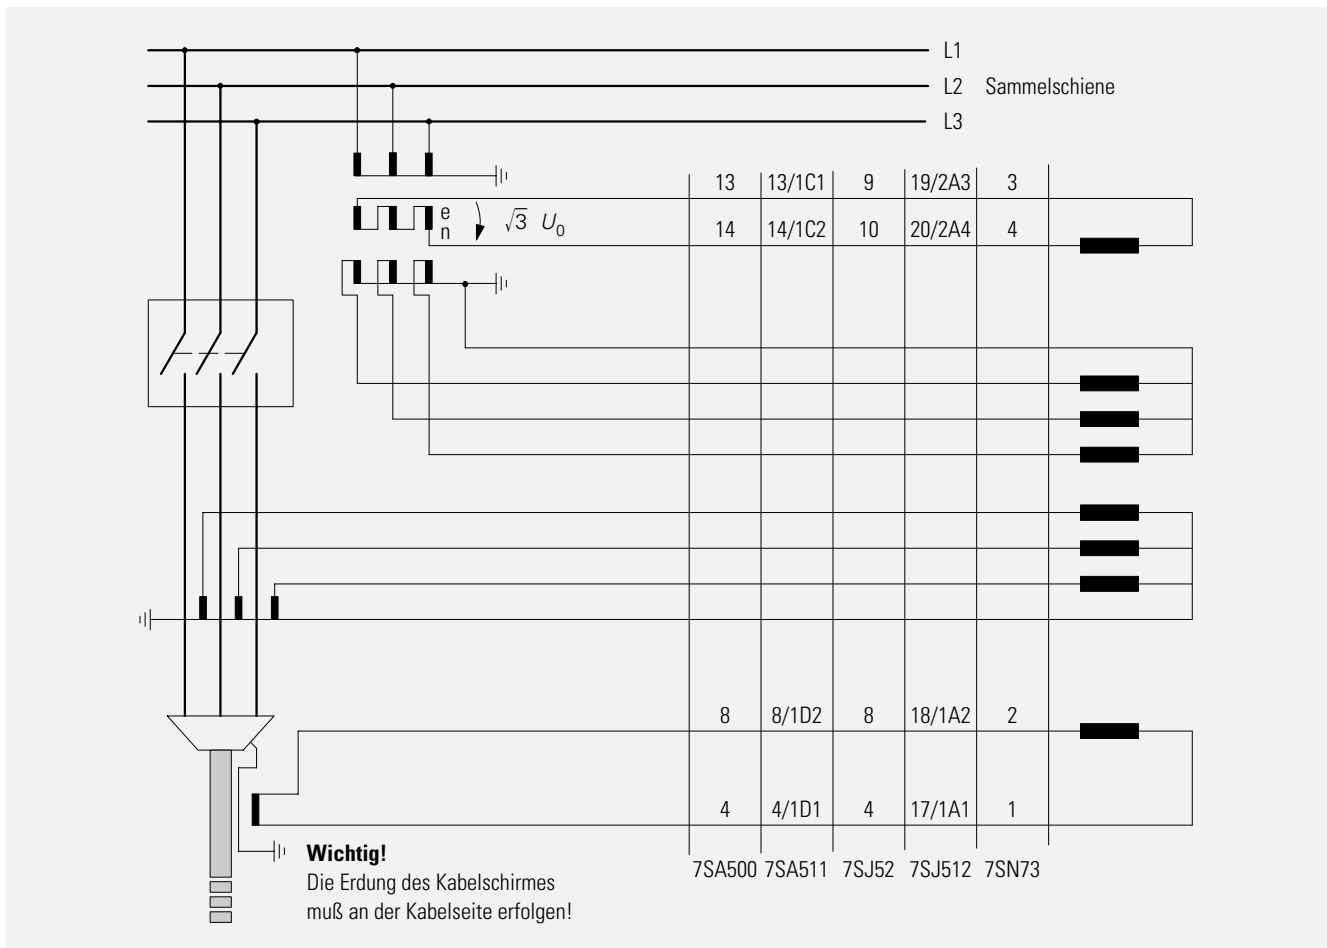 L1
L2 Sammelschiene
L3
13 13/1C1 9 19/2A3 3
e
n
√3 U0
14 14/1C2 10 20/2A4 4
8 8/1D2 8 18/1A2 2
4 4/1D1 4 17/1A1 1
7SA500 7SA511 7SJ52 7SJ512 7SN73
Wichtig!
Die Erdung des Kabelschirmes
muß an der Kabelseite erfolgen!